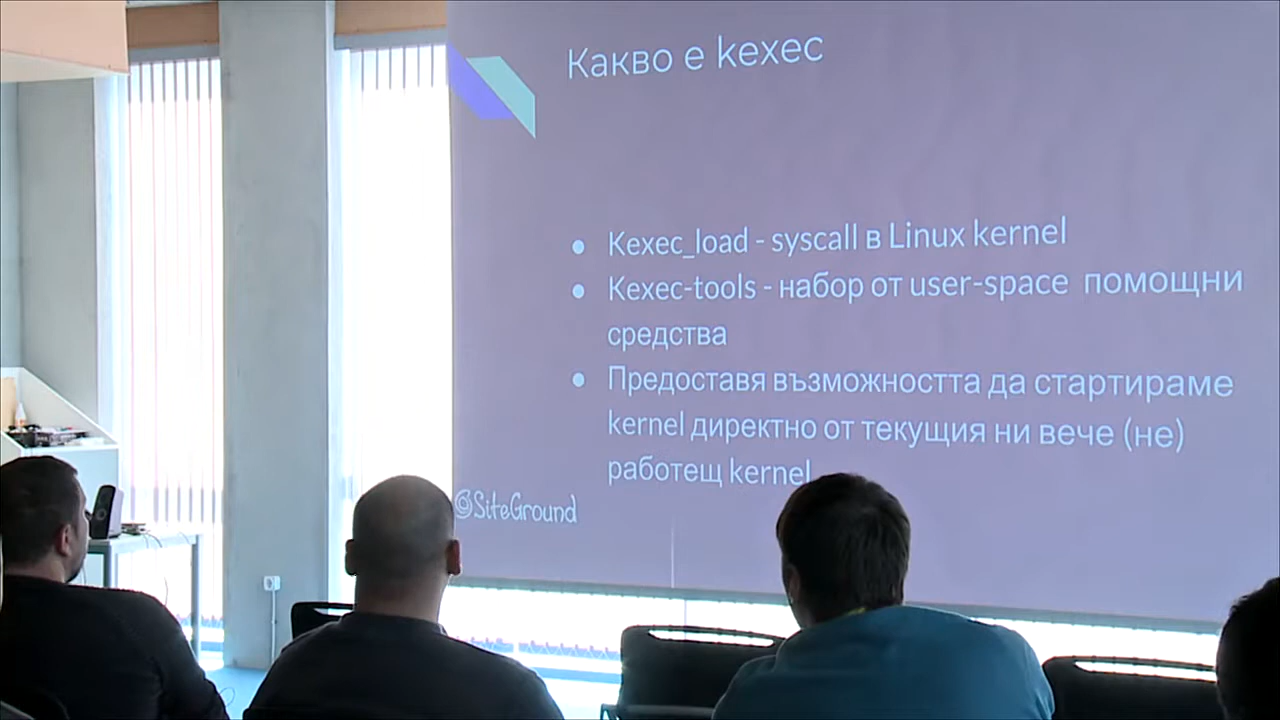 Какво е kexec
Kexec_load - syscall в Linux kernel
Kexec-tools - набор от user-space помощни
средства
Предоставя възможността да стартираме
kernel директно от текущия ни вече (не)
работещ kernel
@SiteGround